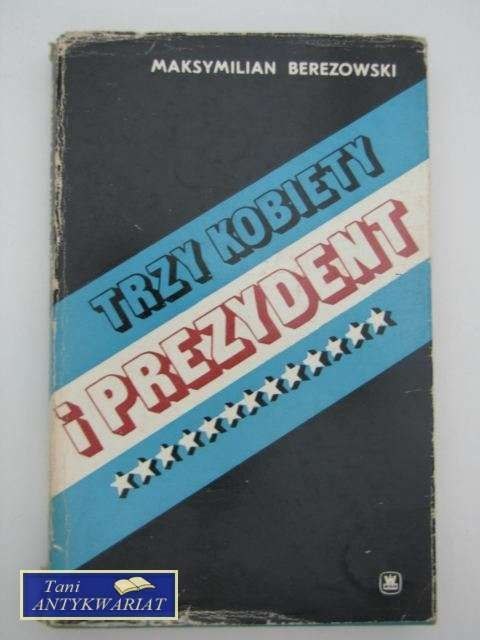 MAKSYMILIAN BEREZOWSKI
TRZY KOBIETY
i PREZYDENT
Tani
ANTYKWARIAT